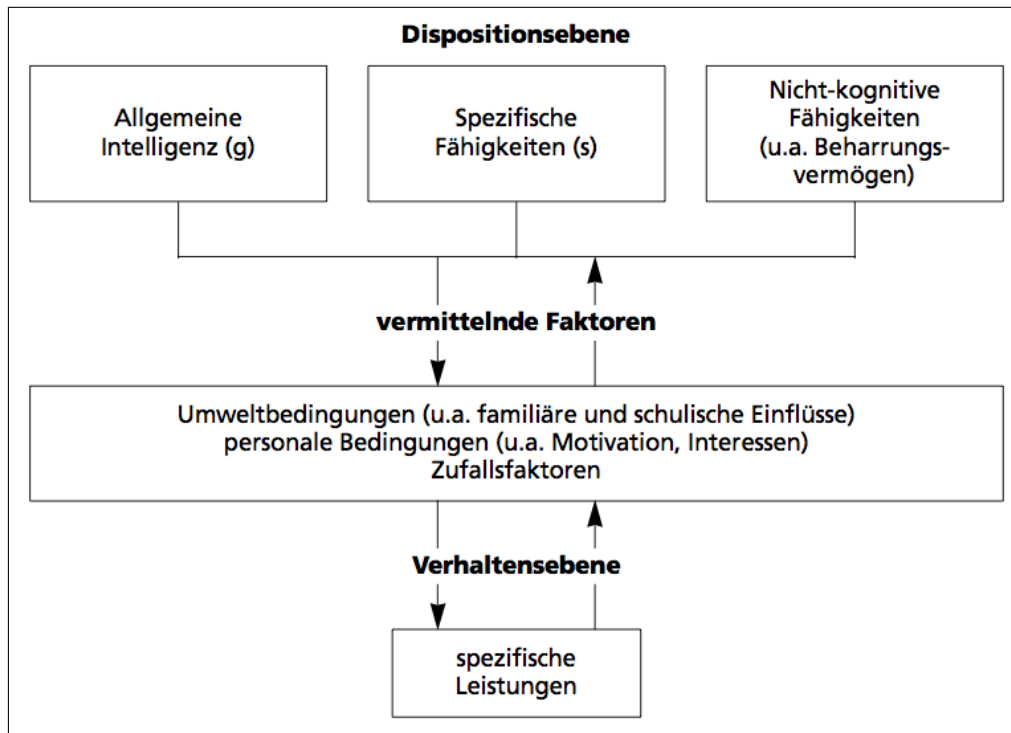 Dispositionsebene
Allgemeine
Intelligenz (g)
Spezifische
Fähigkeiten (s)
Nicht-kognitive
Fähigkeiten
(u.a. Beharrungs-
vermögen)
vermittelnde Faktoren
Umweltbedingungen (u.a. familiäre und schulische Einflüsse)
personale Bedingungen (u.a. Motivation, Interessen)
Zufallsfaktoren
Verhaltensebene
spezifische
Leistungen